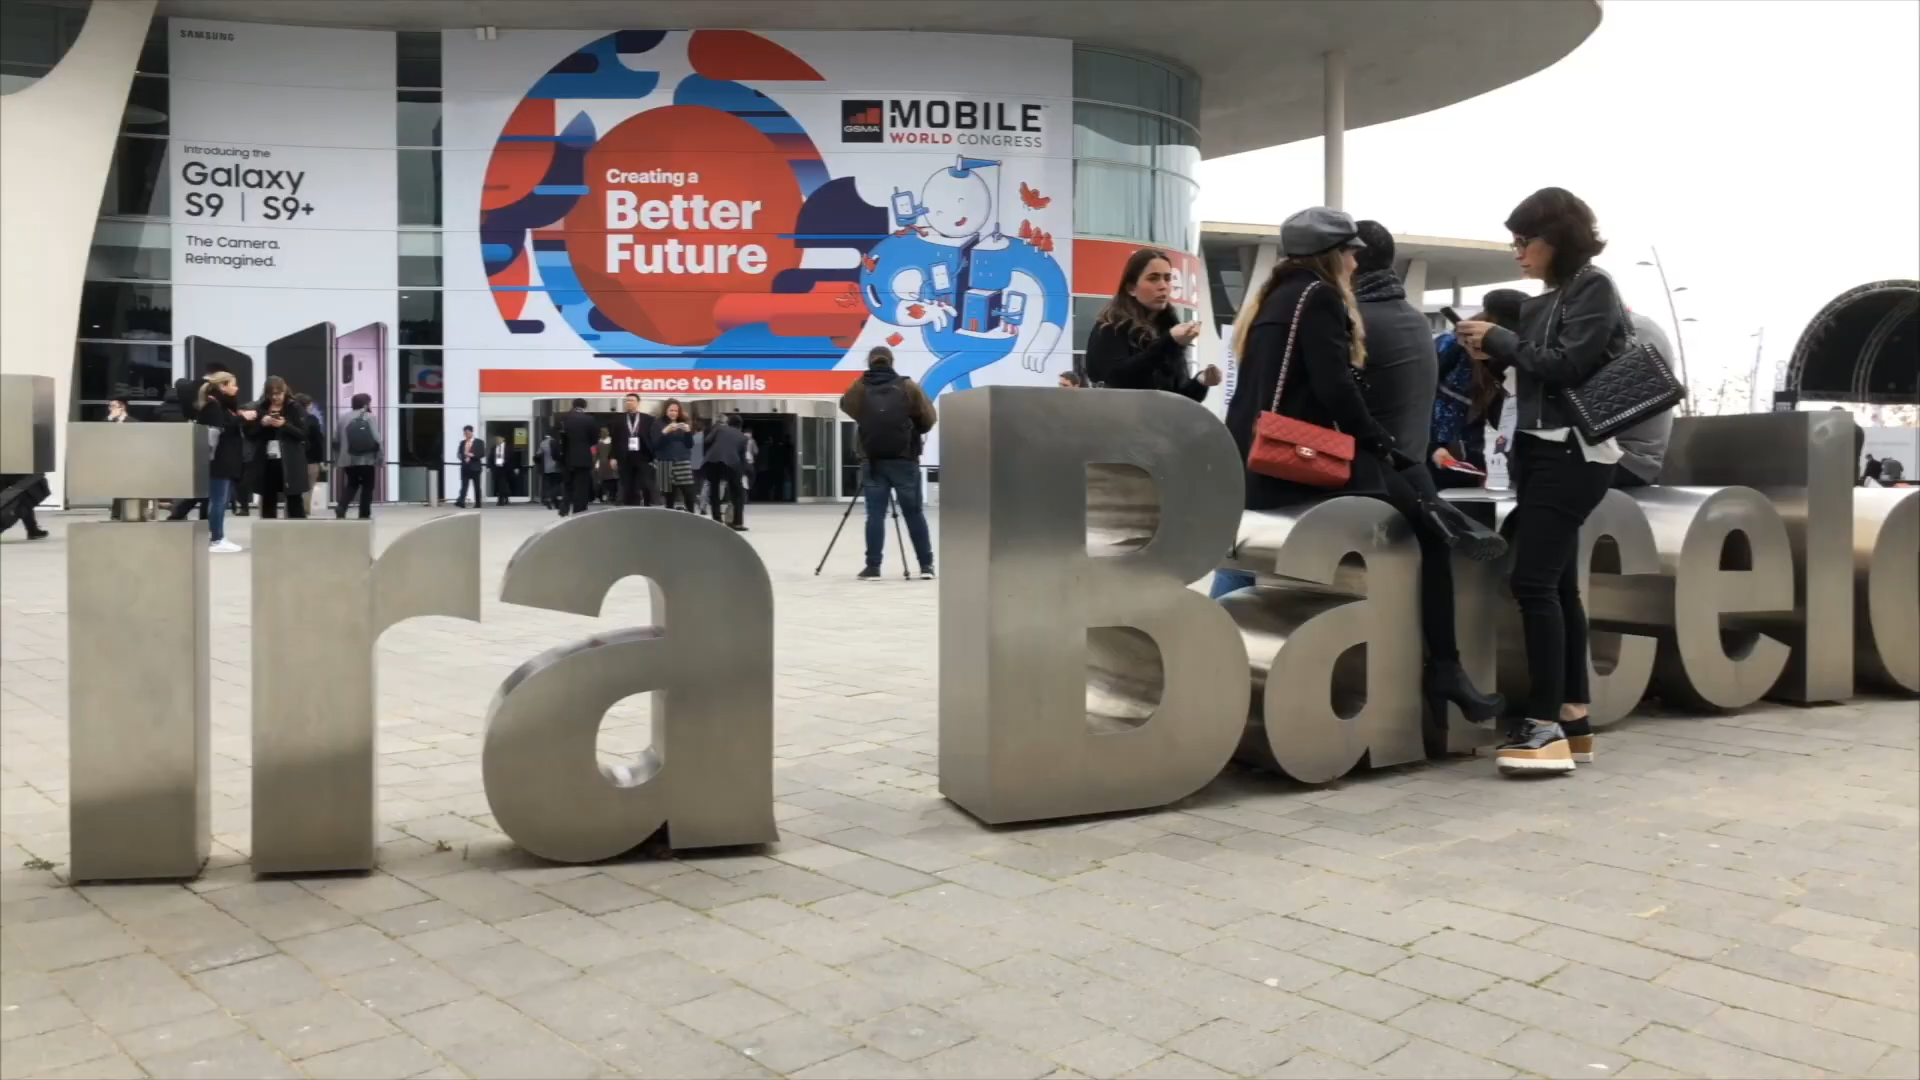 SAMSUNG
Introducing the
Galaxy
S9 | S9+
The Camera.
Reimagined.
Creating a
Better
Future
GSMA
MOBILE
WORLD CONGRESS
Entrance to Halls
ira Barcelo